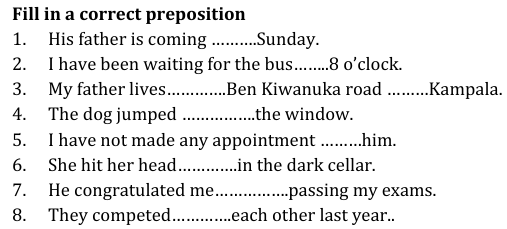 Fill in a correct preposition
1. His father is coming ……….Sunday.
2. I have been waiting for the bus……..8 o’clock.
3. My father lives………….Ben Kiwanuka road ………Kampala.
4. The dog jumped …………….the window.
5. I have not made any appointment ………him.
6. She hit her head………….in the dark cellar.
7. He congratulated me…………….passing my exams.
8. They competed………….each other last year..